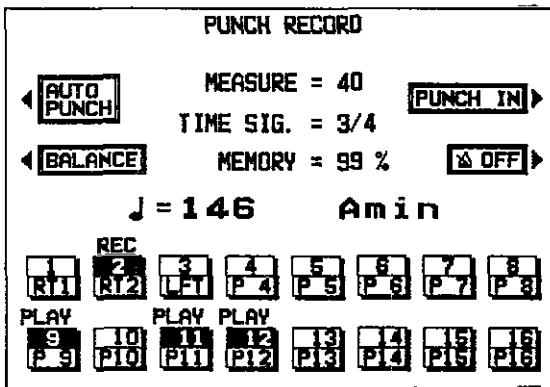 PUNCH RECORD
AUTO PUNCH MEASURE = 40 PUNCH IN
TIME SIG. = 3/4
BALANCE MEMORY = 99 % OFF
♩=146 Amin
REC
1 2 3 4 5 6 7 8
RT1 RT2 LFT P 4 P 5 P 6 P 7 P 8
PLAY PLAY PLAY
9 10 11 12 13 14 15 16
P 9 P10 P11 P12 P13 P14 P15 P16